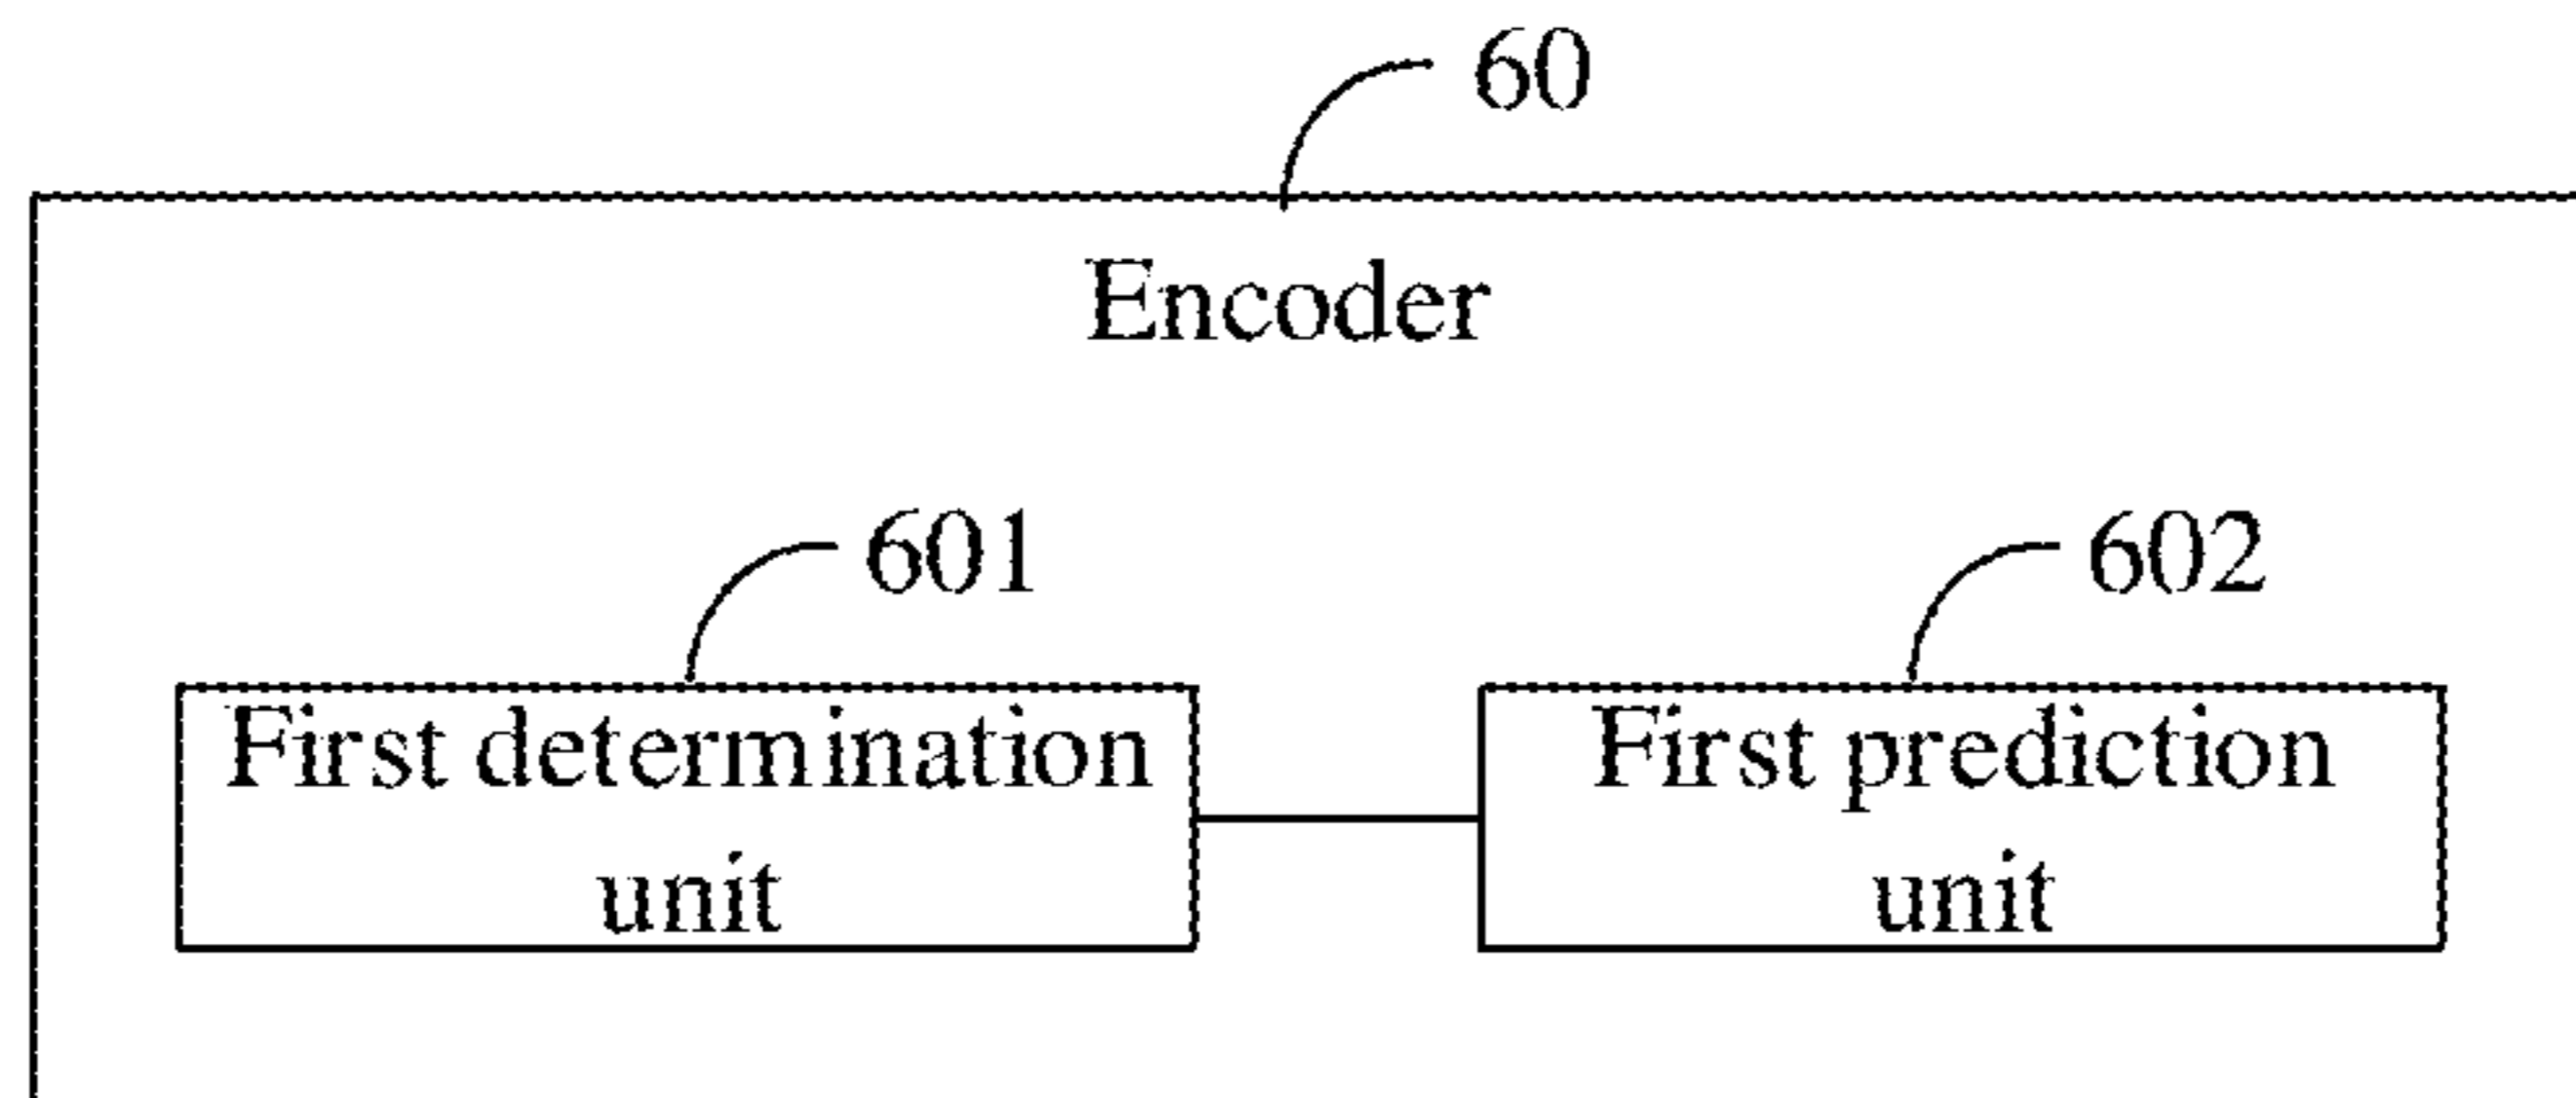 60
Encoder
601
602
First determination
unit
First prediction
unit